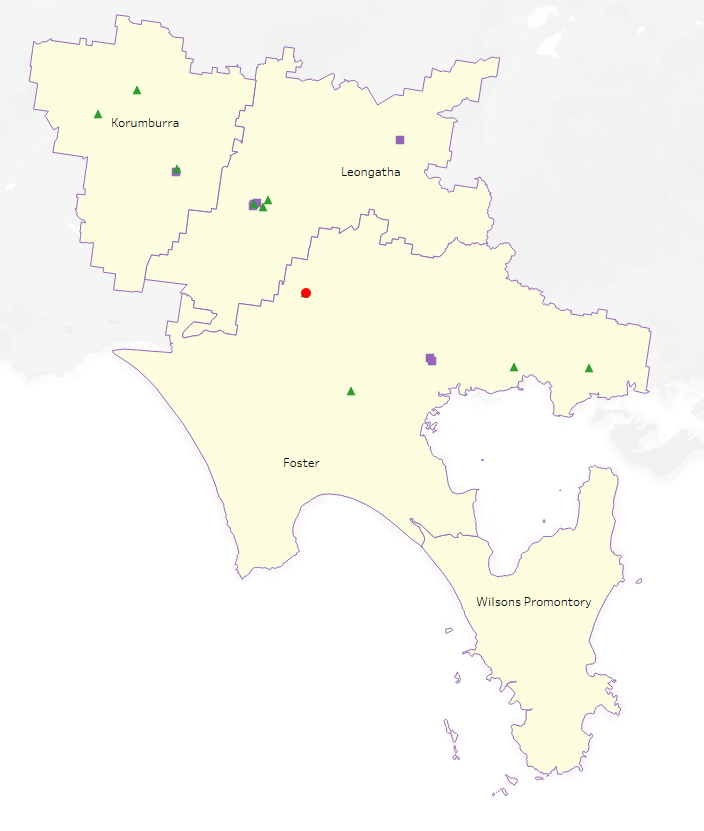 Korumburra
Leongatha
Foster
Wilsons Promontory